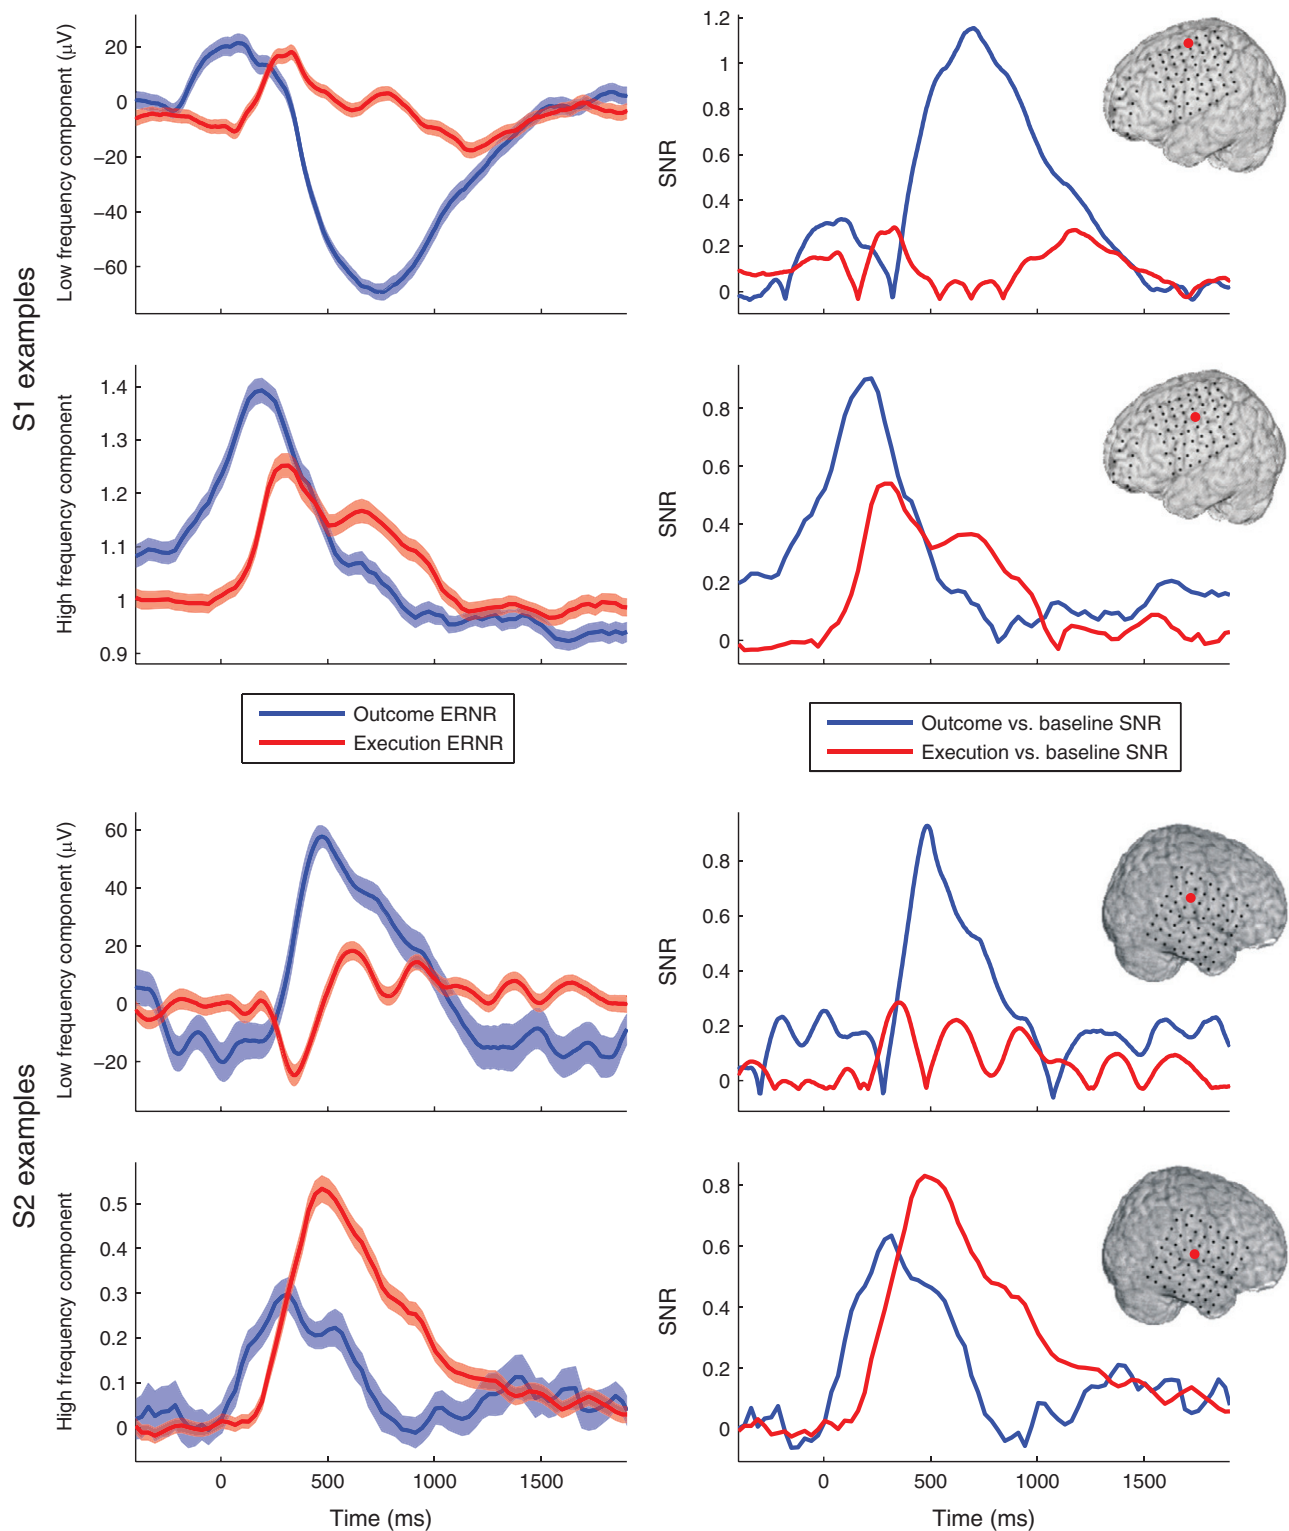 S1 examples
Low frequency component (μV)
20
0
−20
−40
−60
SNR
1.2
1
0.8
0.6
0.4
0.2
0
High frequency component
1.4
1.3
1.2
1.1
1
0.9
SNR
0.8
0.6
0.4
0.2
0
Outcome ERNR
Execution ERNR
Outcome vs. baseline SNR
Execution vs. baseline SNR
S2 examples
Low frequency component (μV)
60
40
20
0
−20
SNR
0.8
0.6
0.4
0.2
0
High frequency component
0.5
0.4
0.3
0.2
0.1
0
0 500 1000 1500
Time (ms)
SNR
0.8
0.6
0.4
0.2
0
0 500 1000 1500
Time (ms)